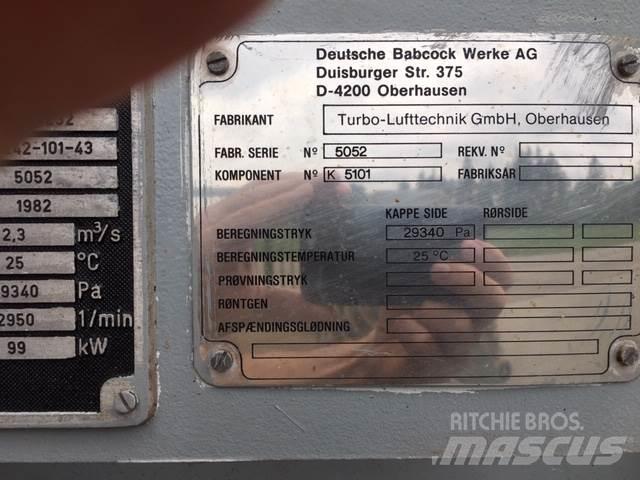 Deutsche Babcock Werke AG
Duisburger Str. 375
D-4200 Oberhausen
FABRIKANT Turbo-Lufttechnik GmbH, Oberhausen
FABR. SERIE Nº 5052 REKV. Nº
KOMPONENT Nº K 5101 FABRIKSÅR
KAPPE SIDE RØRSIDE
BEREGNINGSTRYK 29340 Pa
BEREGNINGSTEMPERATUR 25 °C
PRØVNINGSTRYK
RØNTGEN
AFSPÆNDINGSGLØDNING
42-101-43
5052
1982
2,3 m³/s
25 °C
9340 Pa
2950 1/min
99 kW
RITCHIE BROS.
MASCUS